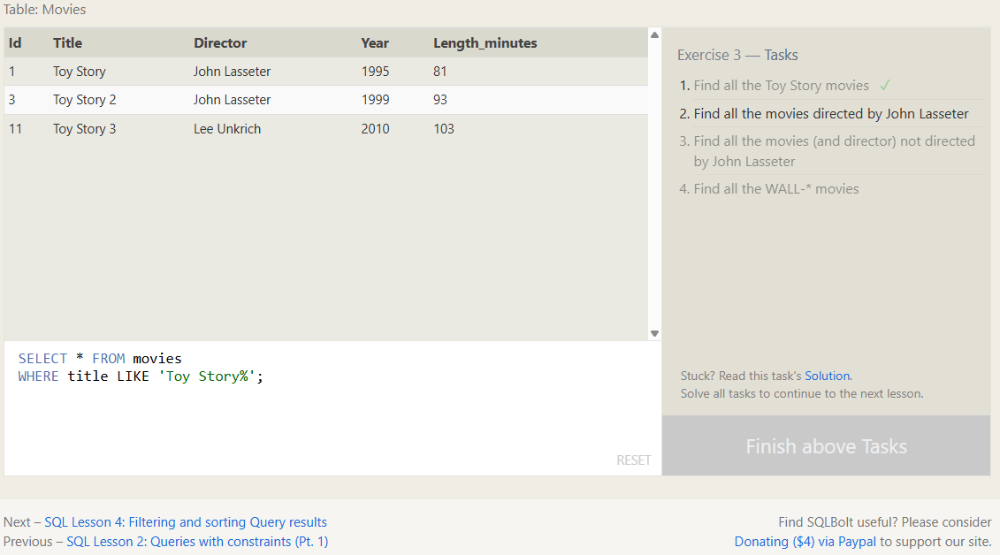 Table: Movies
Id Title Director Year Length_minutes
1 Toy Story John Lasseter 1995 81
3 Toy Story 2 John Lasseter 1999 93
11 Toy Story 3 Lee Unkrich 2010 103
SELECT * FROM movies
WHERE title LIKE 'Toy Story%';
RESET
Exercise 3 — Tasks
1. Find all the Toy Story movies ✓
2. Find all the movies directed by John Lasseter
3. Find all the movies (and director) not directed
by John Lasseter
4. Find all the WALL-* movies
Stuck? Read this task's Solution.
Solve all tasks to continue to the next lesson.
Finish above Tasks
Next – SQL Lesson 4: Filtering and sorting Query results
Previous – SQL Lesson 2: Queries with constraints (Pt. 1)
Find SQLBolt useful? Please consider
Donating ($4) via Paypal to support our site.